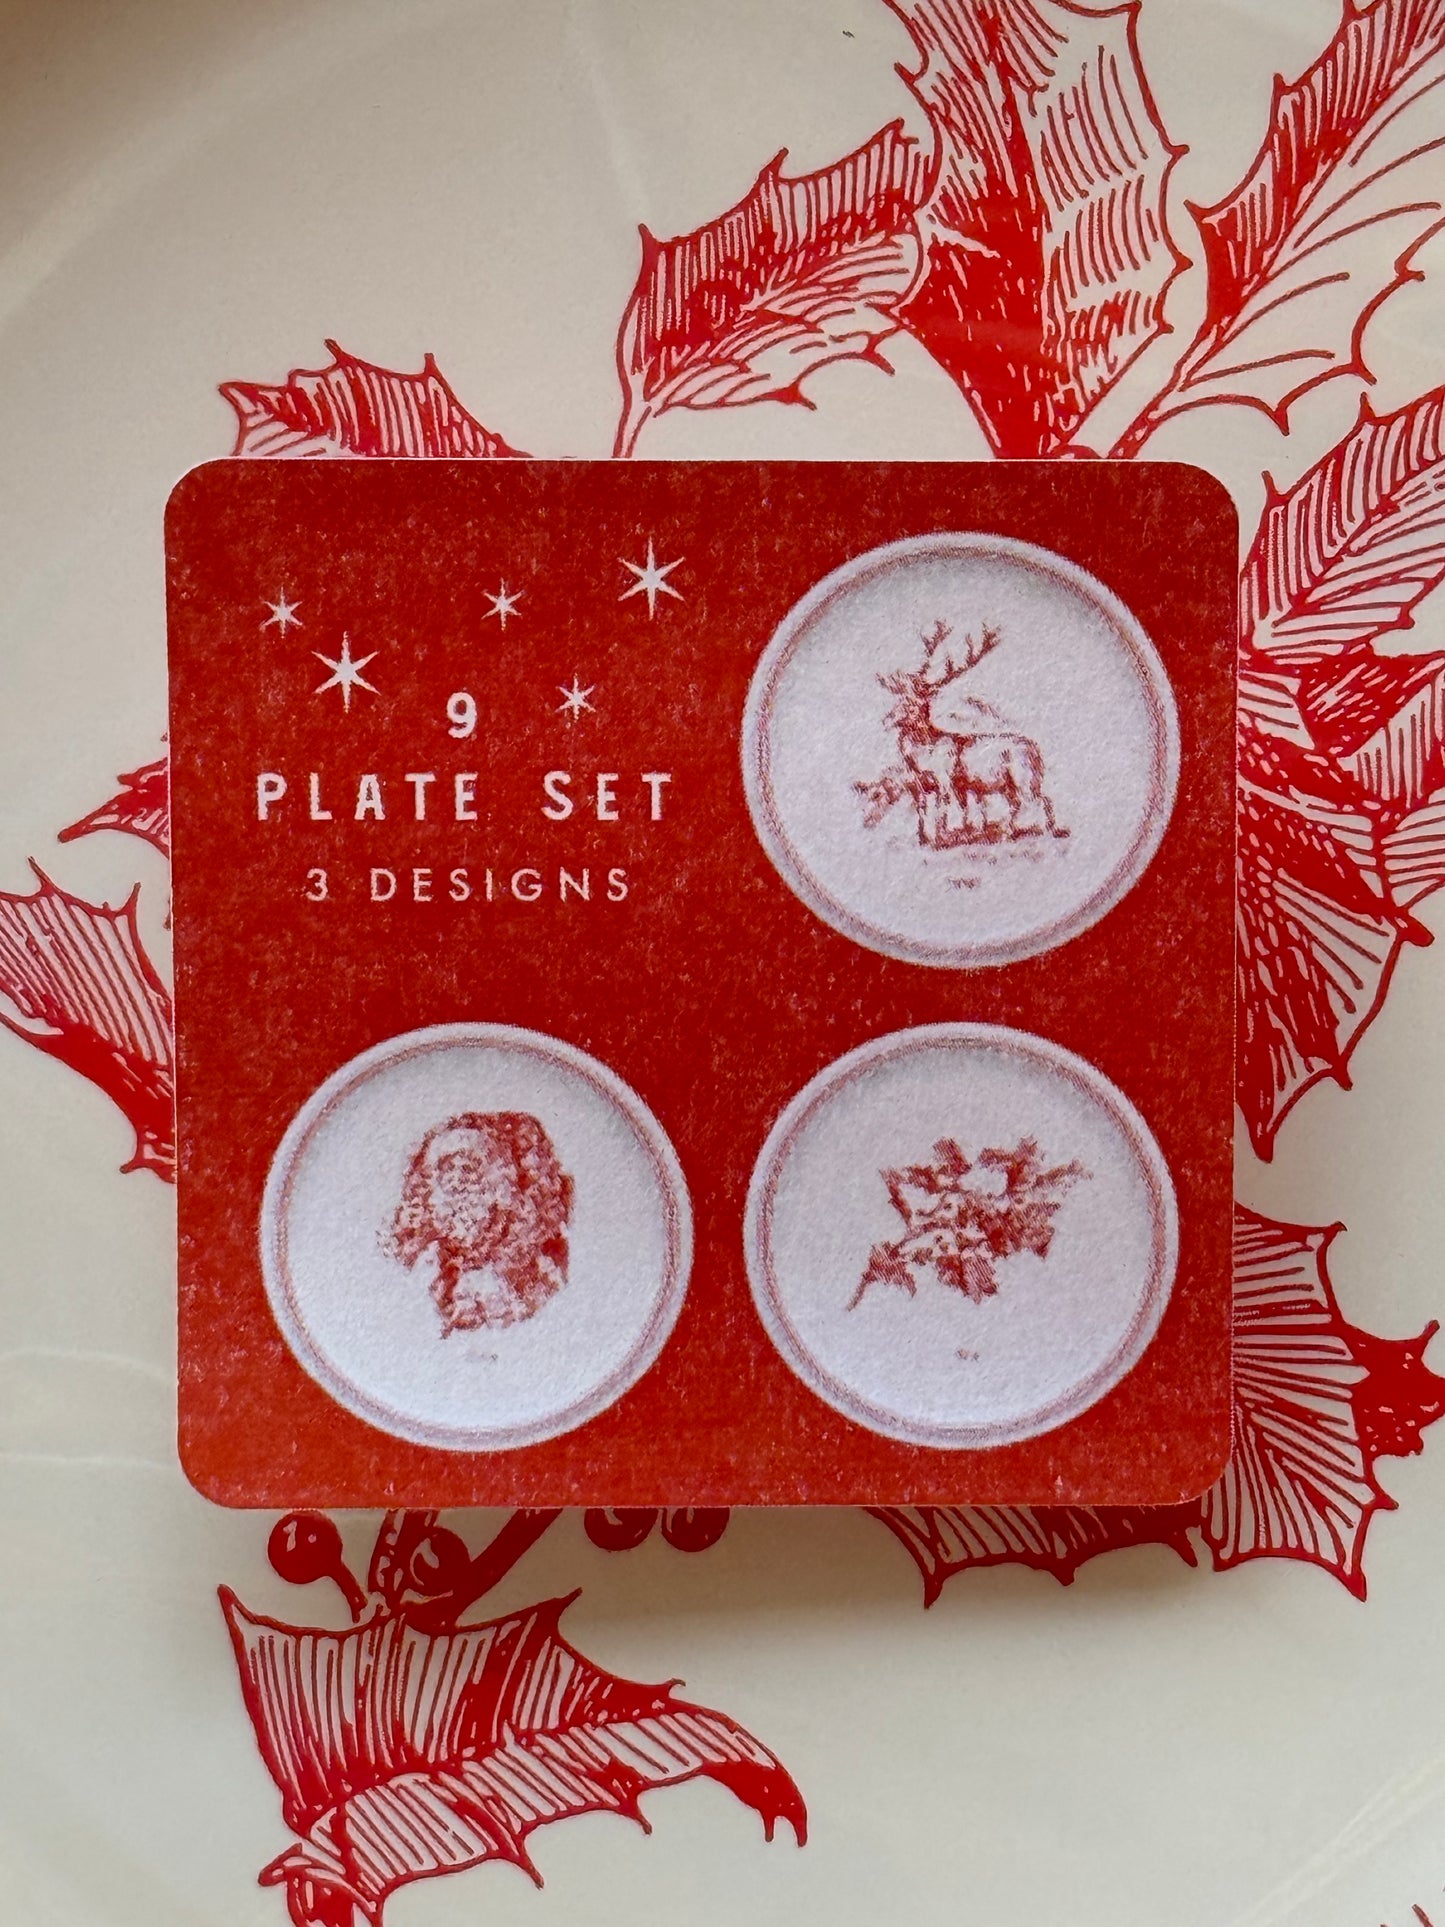 9
PLATE SET
3 DESIGNS